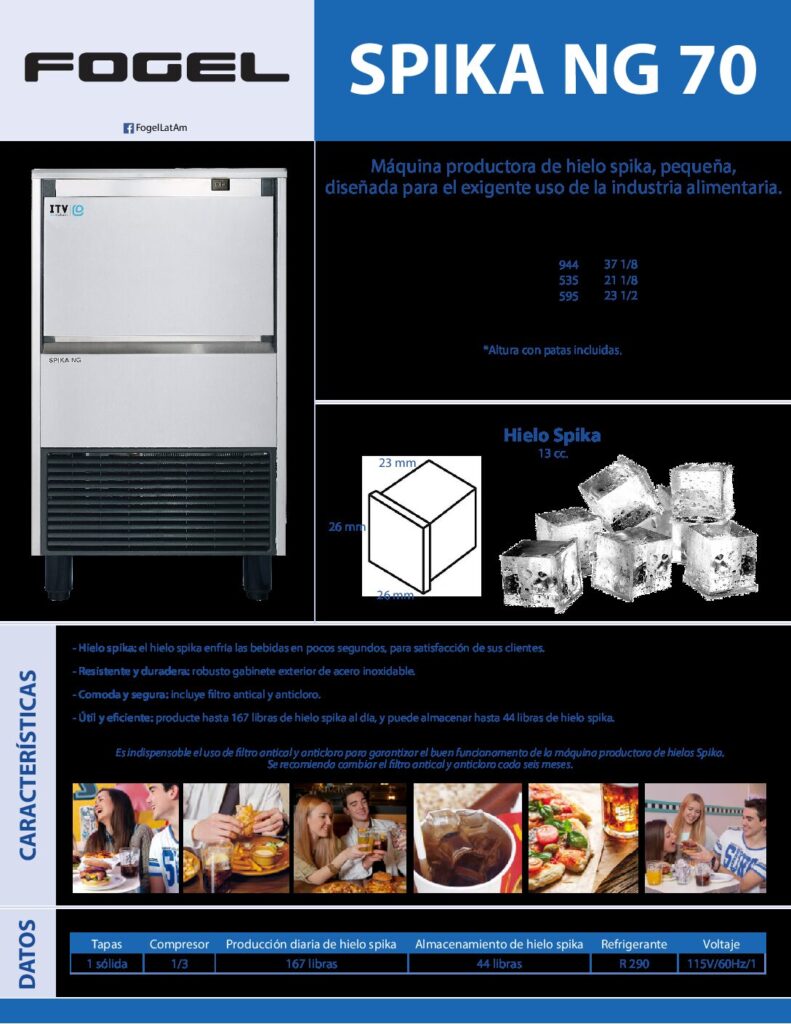 FOGEL
FogelLatAm
SPIKA NG 70
Máquina productora de hielo spika, pequeña,
diseñada para el exigente uso de la industria alimentaria.
944 37 1/8
535 21 1/8
595 23 1/2
*Altura con patas incluidas.
ITV
SPIKA NG
Hielo Spika
13 cc.
23 mm
26 mm
26 mm
CARACTERÍSTICAS
- Hielo spika: el hielo spika enfría las bebidas en pocos segundos, para satisfacción de sus clientes.
- Resistente y duradera: robusto gabinete exterior de acero inoxidable.
- Comoda y segura: incluye filtro antical y anticloro.
- Útil y eficiente: producte hasta 167 libras de hielo spika al día, y puede almacenar hasta 44 libras de hielo spika.
Es indispensable el uso de filtro antical y anticloro para garantizar el buen funcionamento de la máquina productora de hielos Spika.
Se recomienda cambiar el filtro antical y anticloro cada seis meses.
DATOS
Tapas Compresor Producción diaria de hielo spika Almacenamiento de hielo spika Refrigerante Voltaje
1 sólida 1/3 167 libras 44 libras R 290 115V/60Hz/1